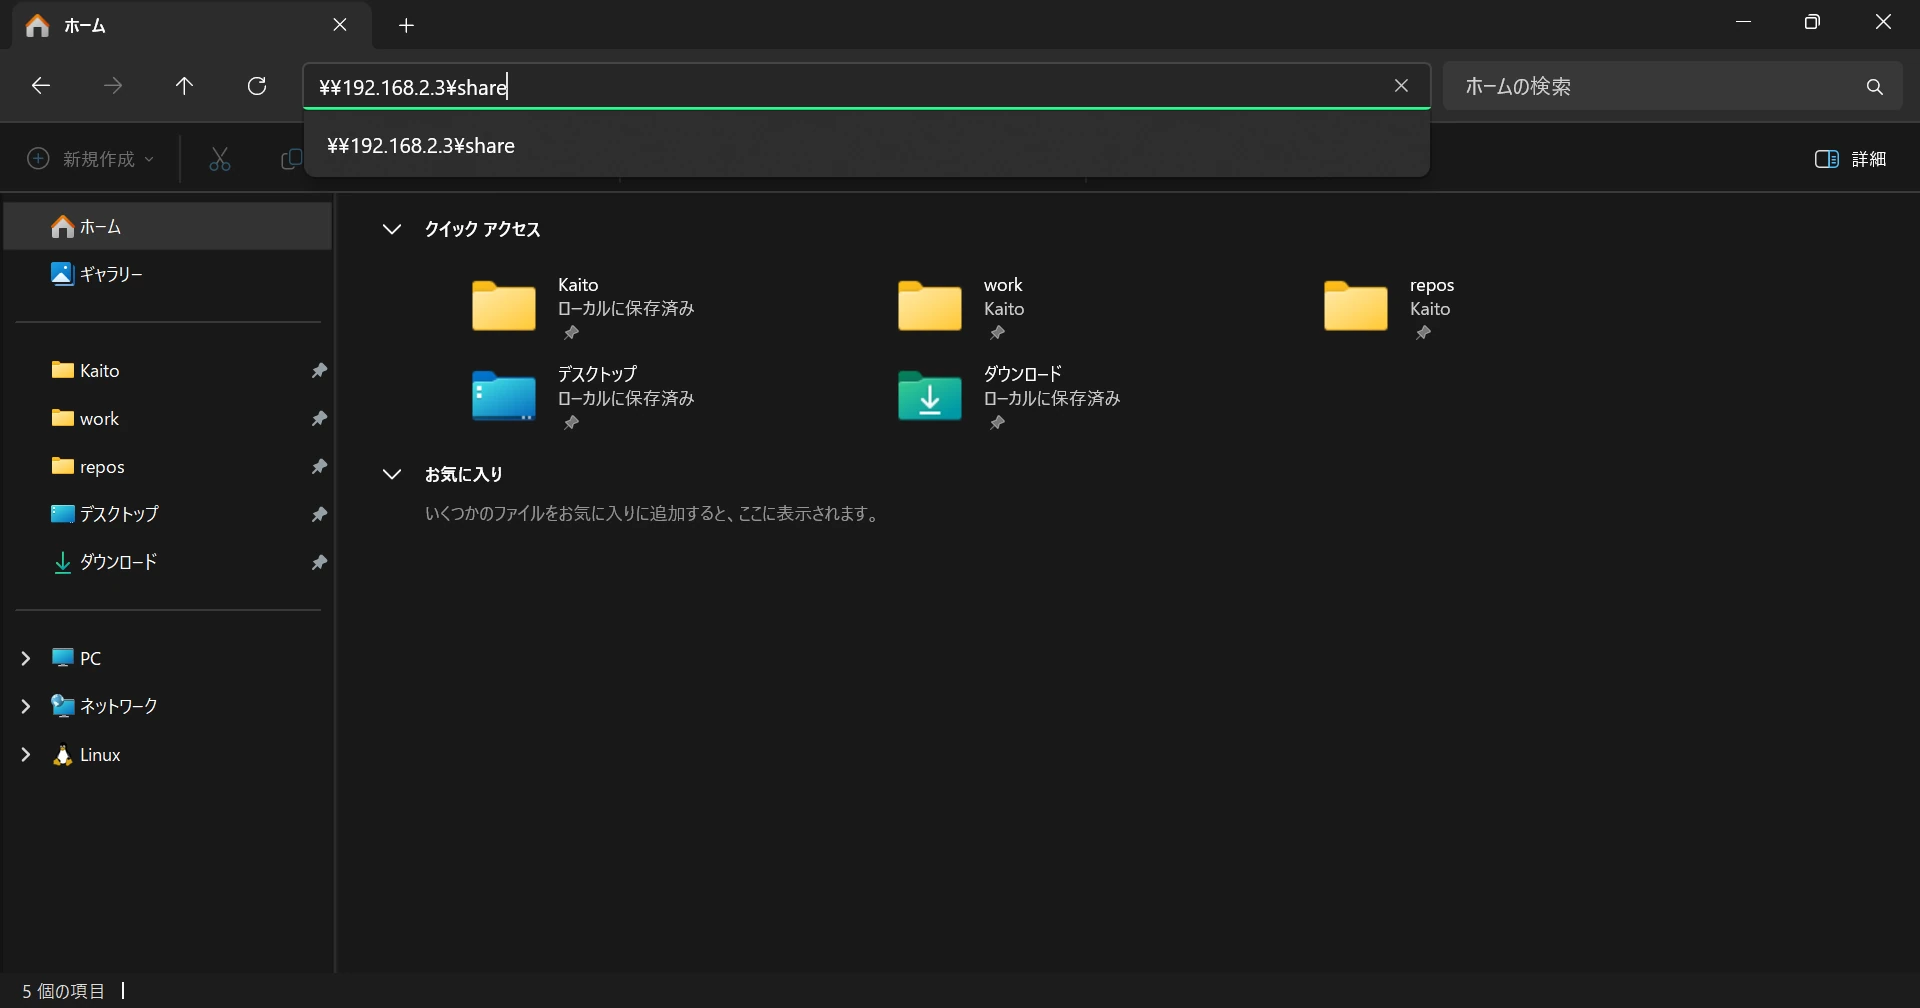 ホーム
¥¥192.168.2.3¥share
ホームの検索
¥¥192.168.2.3¥share
新規作成
詳細
ホーム
ギャラリー
Kaito
work
repos
デスクトップ
ダウンロード
PC
ネットワーク
Linux
クイック アクセス
Kaito
ローカルに保存済み
work
Kaito
repos
Kaito
デスクトップ
ローカルに保存済み
ダウンロード
ローカルに保存済み
お気に入り
いくつかのファイルをお気に入りに追加すると、ここに表示されます。
5 個の項目